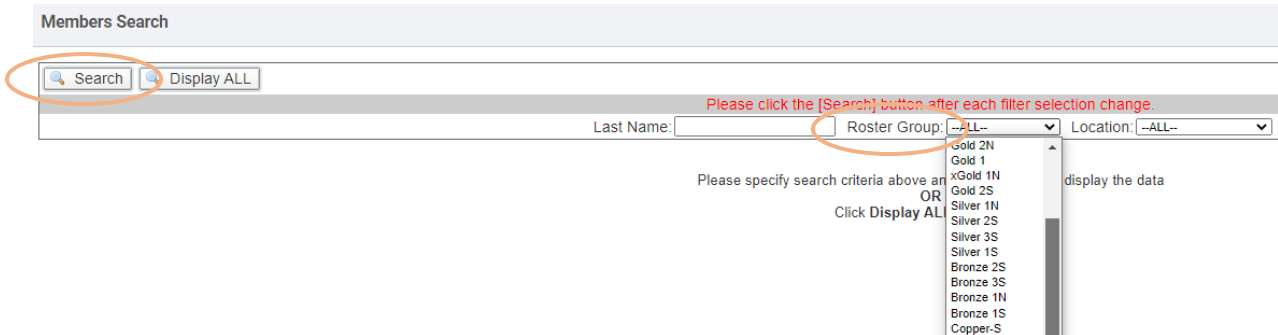 Members Search
Search Display ALL
Please click the [Search] button after each filter selection change.
Last Name: Roster Group: --ALL-- Location: --ALL--
Gold 2N
Gold 1
xGold 1N
Gold 2S
Silver 1N
Silver 2S
Silver 3S
Silver 1S
Bronze 2S
Bronze 3S
Bronze 1N
Bronze 1S
Copper-S
Please specify search criteria above an display the data
OR
Click Display ALL